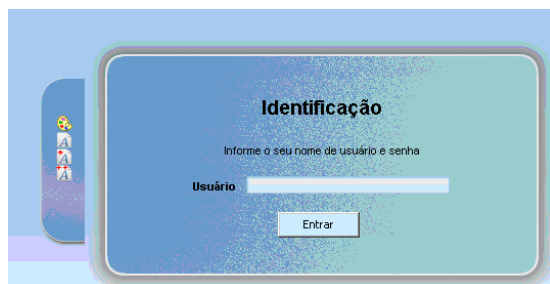 Identificação
Informe o seu nome de usuário e senha
Usuário
Entrar
A
A
A